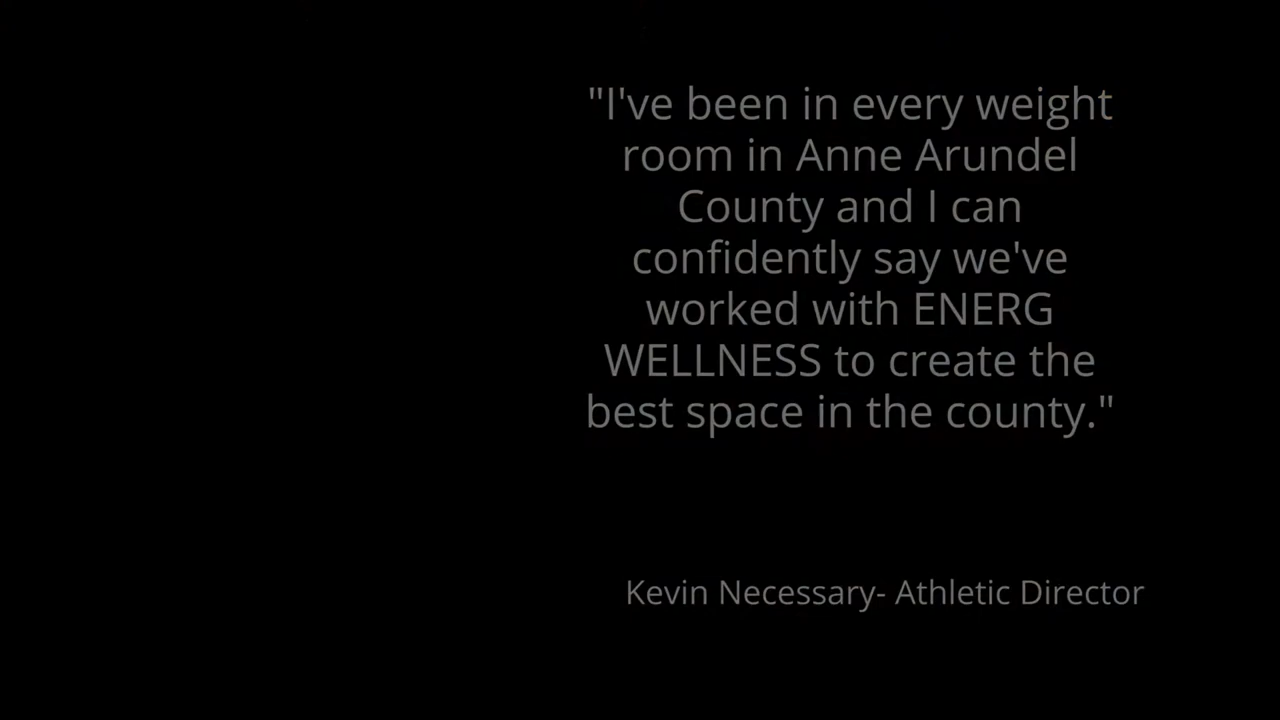 "I've been in every weight
room in Anne Arundel
County and I can
confidently say we've
worked with ENERG
WELLNESS to create the
best space in the county."
Kevin Necessary- Athletic Director